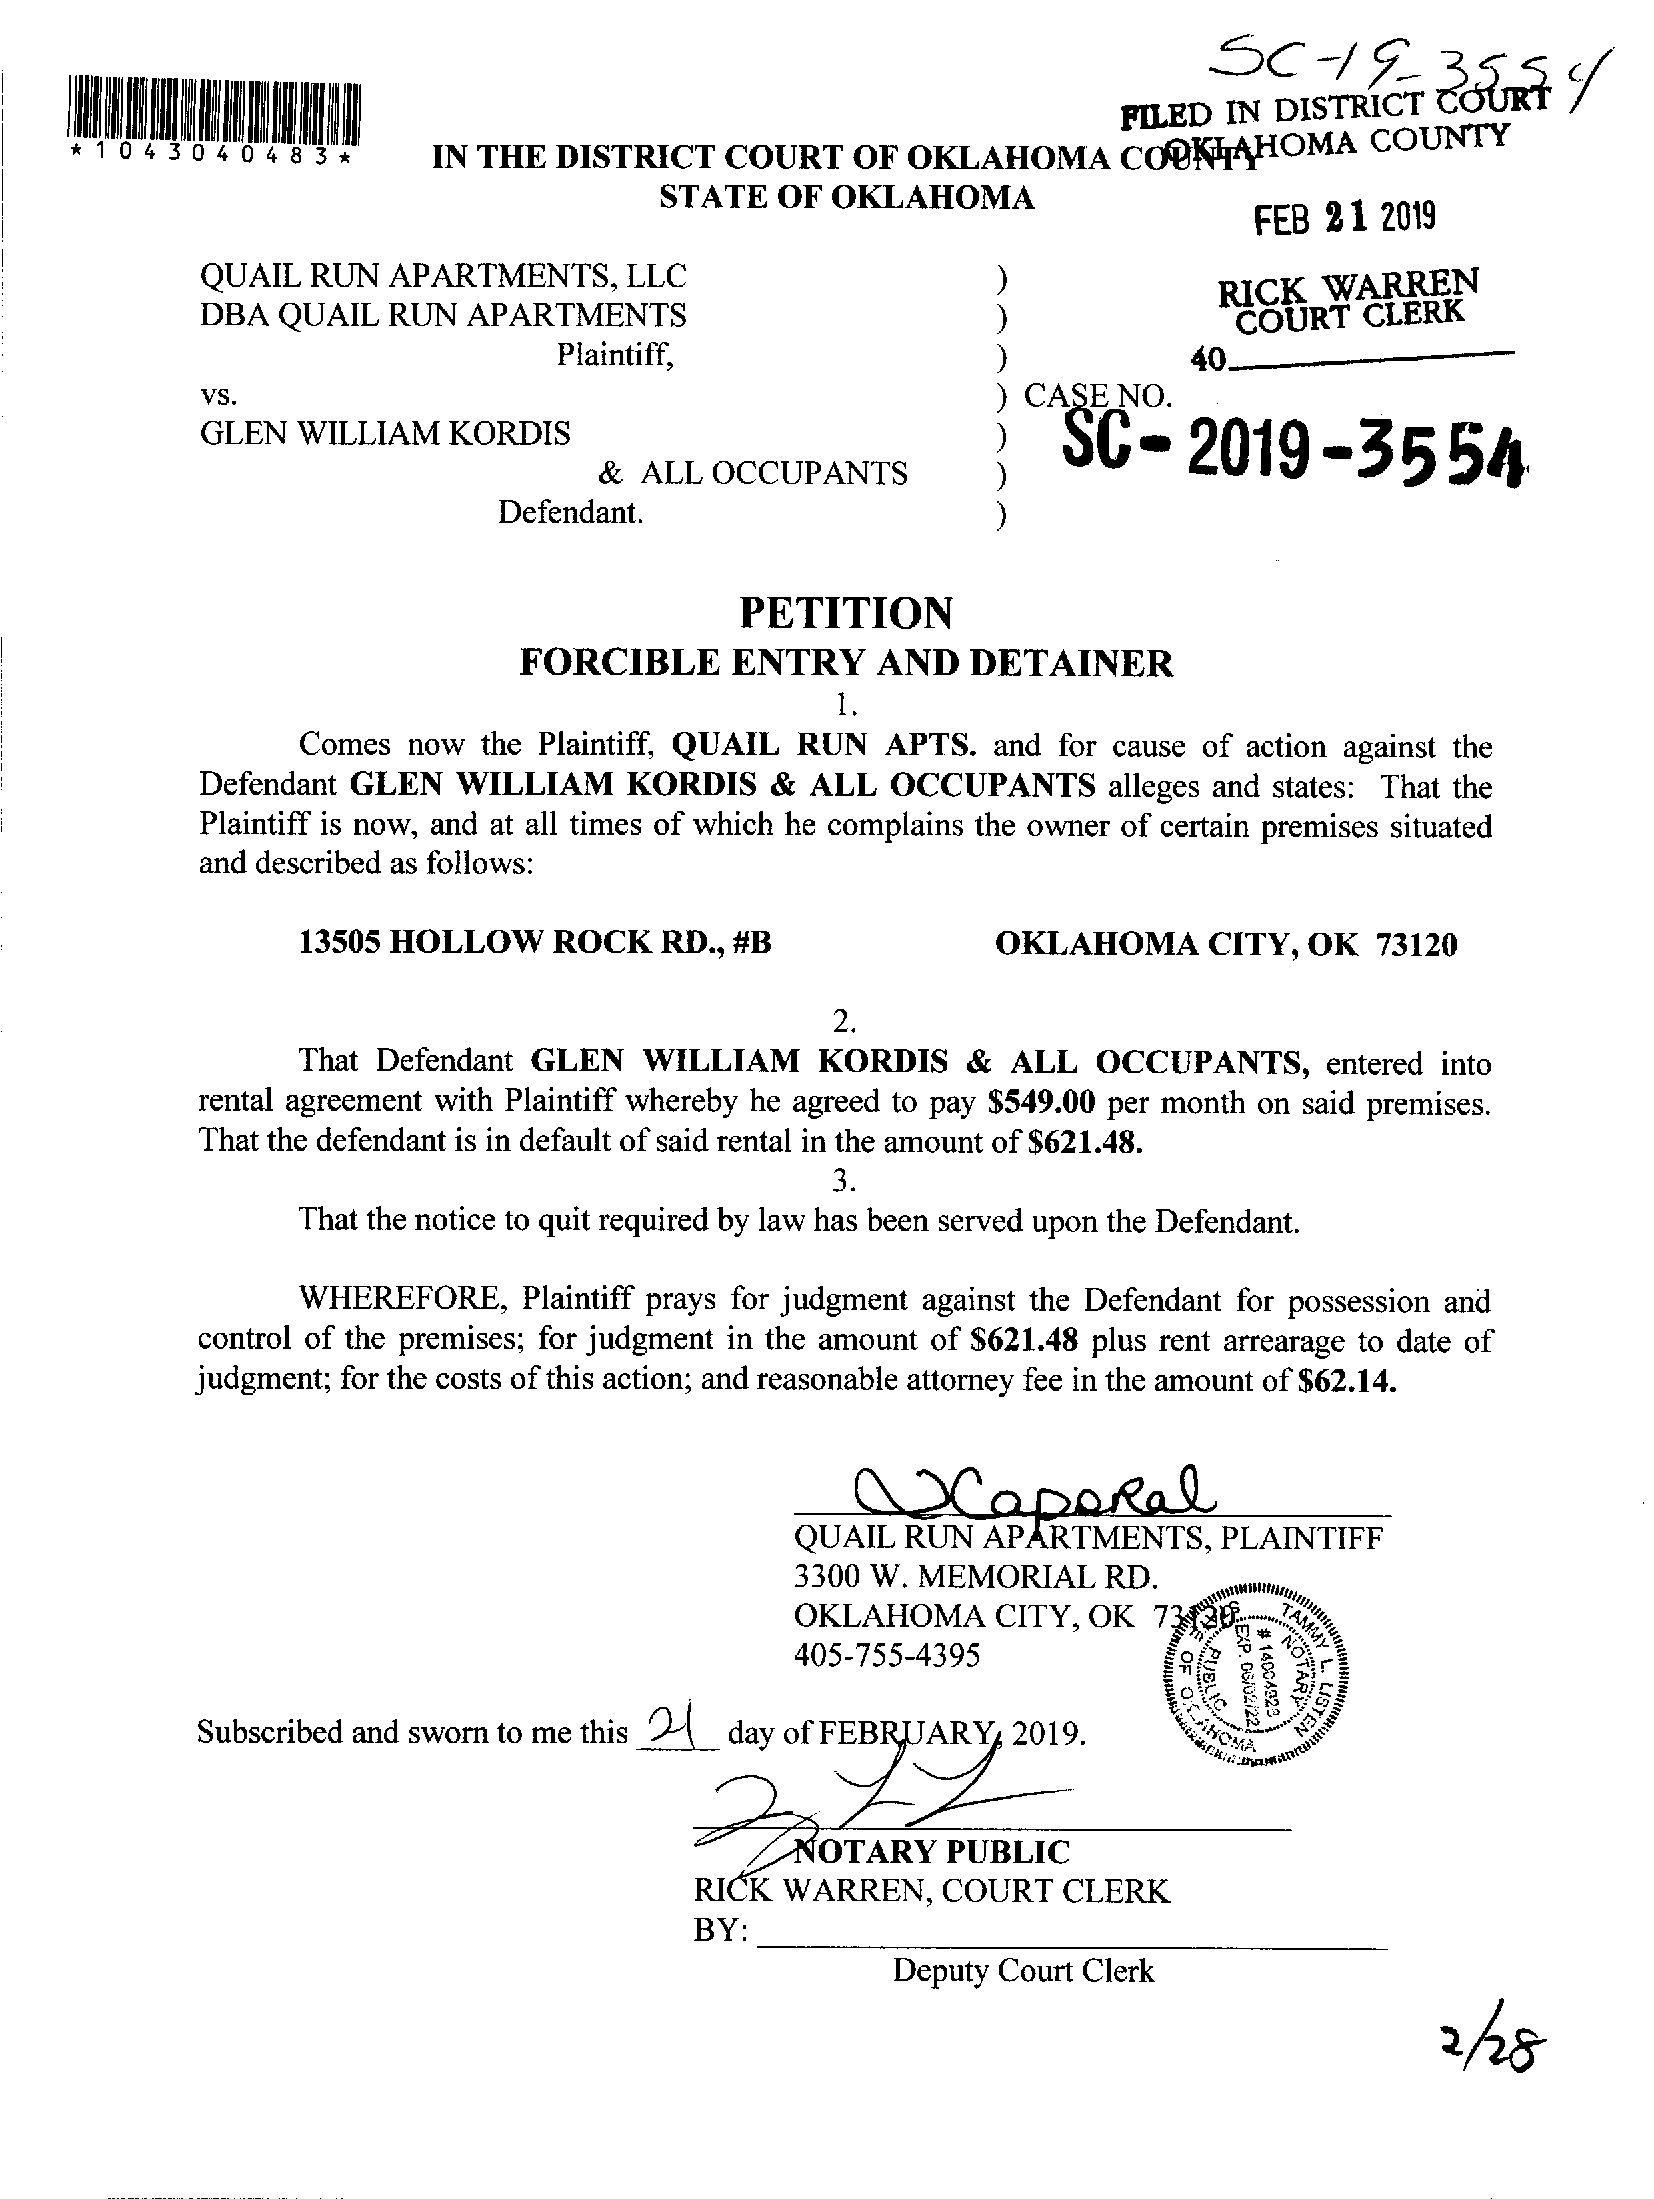 SC-19-3554
FILED IN DISTRICT COURT
OKLAHOMA COUNTY
*1043040483*
IN THE DISTRICT COURT OF OKLAHOMA COUNTY
STATE OF OKLAHOMA
FEB 21 2019
QUAIL RUN APARTMENTS, LLC )
DBA QUAIL RUN APARTMENTS )
Plaintiff, )
RICK WARREN
COURT CLERK
40
vs. ) CASE NO.
GLEN WILLIAM KORDIS ) SC-2019-3554
& ALL OCCUPANTS )
Defendant. )
PETITION
FORCIBLE ENTRY AND DETAINER
1.
Comes now the Plaintiff, QUAIL RUN APTS. and for cause of action against the
Defendant GLEN WILLIAM KORDIS & ALL OCCUPANTS alleges and states: That the
Plaintiff is now, and at all times of which he complains the owner of certain premises situated
and described as follows:
13505 HOLLOW ROCK RD., #B OKLAHOMA CITY, OK 73120
2.
That Defendant GLEN WILLIAM KORDIS & ALL OCCUPANTS, entered into
rental agreement with Plaintiff whereby he agreed to pay $549.00 per month on said premises.
That the defendant is in default of said rental in the amount of $621.48.
3.
That the notice to quit required by law has been served upon the Defendant.
WHEREFORE, Plaintiff prays for judgment against the Defendant for possession and
control of the premises; for judgment in the amount of $621.48 plus rent arrearage to date of
judgment; for the costs of this action; and reasonable attorney fee in the amount of $62.14.
Caporal
QUAIL RUN APARTMENTS, PLAINTIFF
3300 W. MEMORIAL RD.
OKLAHOMA CITY, OK 73120
405-755-4395
TAMMY L. LISTEN
NOTARY PUBLIC
# 14004923
EXP. 06/02/22
OF OKLAHOMA
Subscribed and sworn to me this 21 day of FEBRUARY, 2019.
NOTARY PUBLIC
RICK WARREN, COURT CLERK
BY:
Deputy Court Clerk
2/28